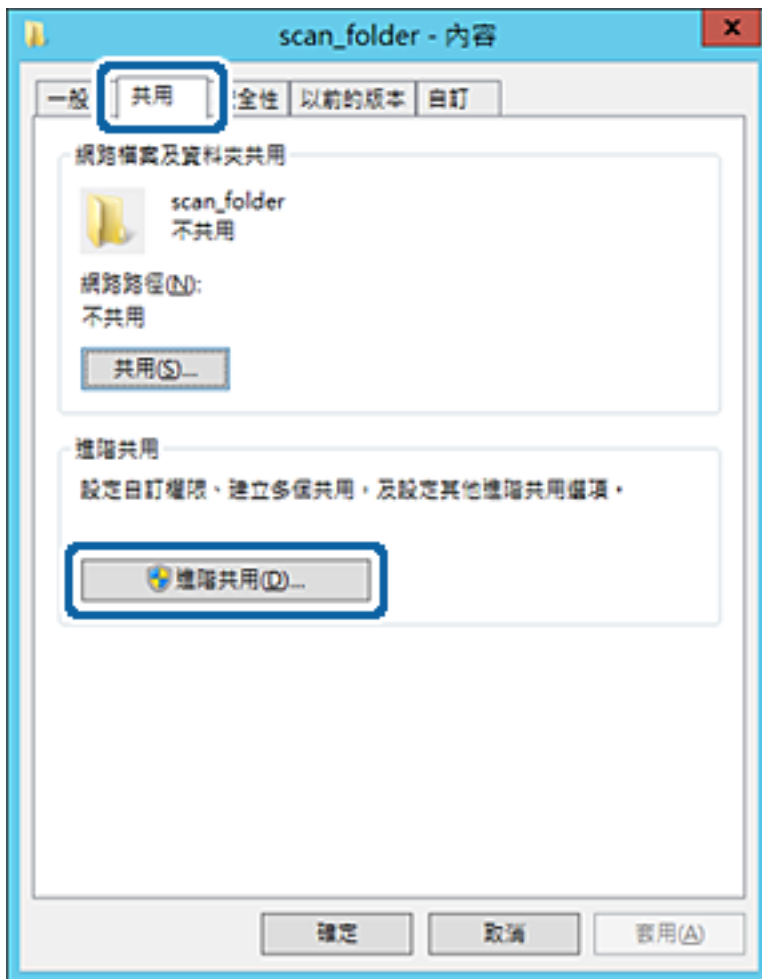 scan_folder - 內容
x
一般 共用 全性 以前的版本 自訂
網路檔案及資料夾共用
scan_folder
不共用
網路路徑(N):
不共用
共用(S)...
進階共用
設定自訂權限、建立多個共用，及設定其他進階共用選項。
進階共用(D)...
確定 取消 套用(A)